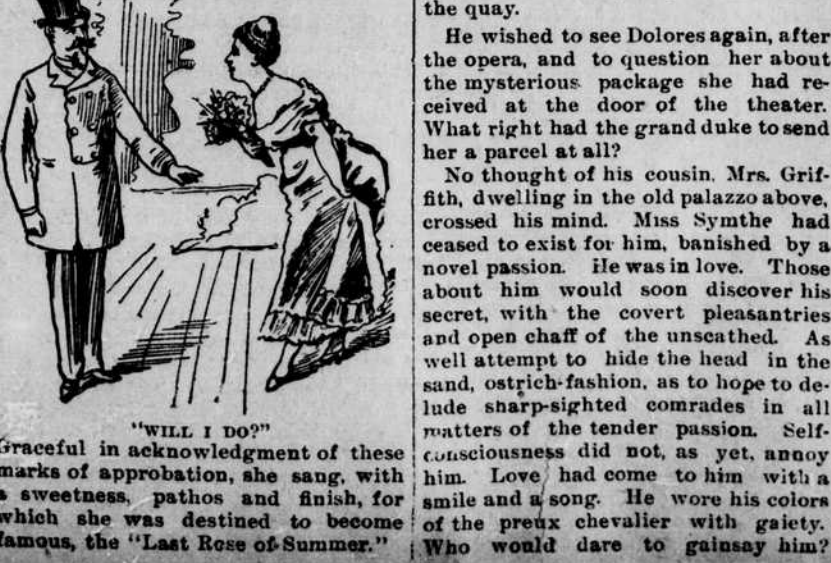 "WILL I DO?"
Graceful in acknowledgment of these
marks of approbation, she sang, with
a sweetness, pathos and finish, for
which she was destined to become
famous, the "Last Rose of Summer."
the quay.
He wished to see Dolores again, after
the opera, and to question her about
the mysterious package she had re-
ceived at the door of the theater.
What right had the grand duke to send
her a parcel at all?
No thought of his cousin, Mrs. Grif-
fith, dwelling in the old palazzo above,
crossed his mind. Miss Symthe had
ceased to exist for him, banished by a
novel passion. He was in love. Those
about him would soon discover his
secret, with the covert pleasantries
and open chaff of the unscathed. As
well attempt to hide the head in the
sand, ostrich-fashion, as to hope to de-
lude sharp-sighted comrades in all
matters of the tender passion. Self-
consciousness did not, as yet, annoy
him. Love had come to him with a
smile and a song. He wore his colors
of the preux chevalier with gaiety.
Who would dare to gainsay him?